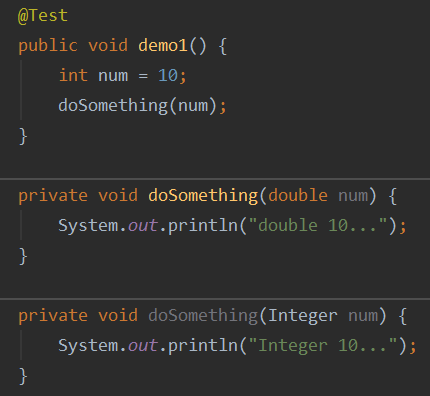 @Test
public void demo1() {
    int num = 10;
    doSomething(num);
}
private void doSomething(double num) {
    System.out.println("double 10...");
}
private void doSomething(Integer num) {
    System.out.println("Integer 10...");
}